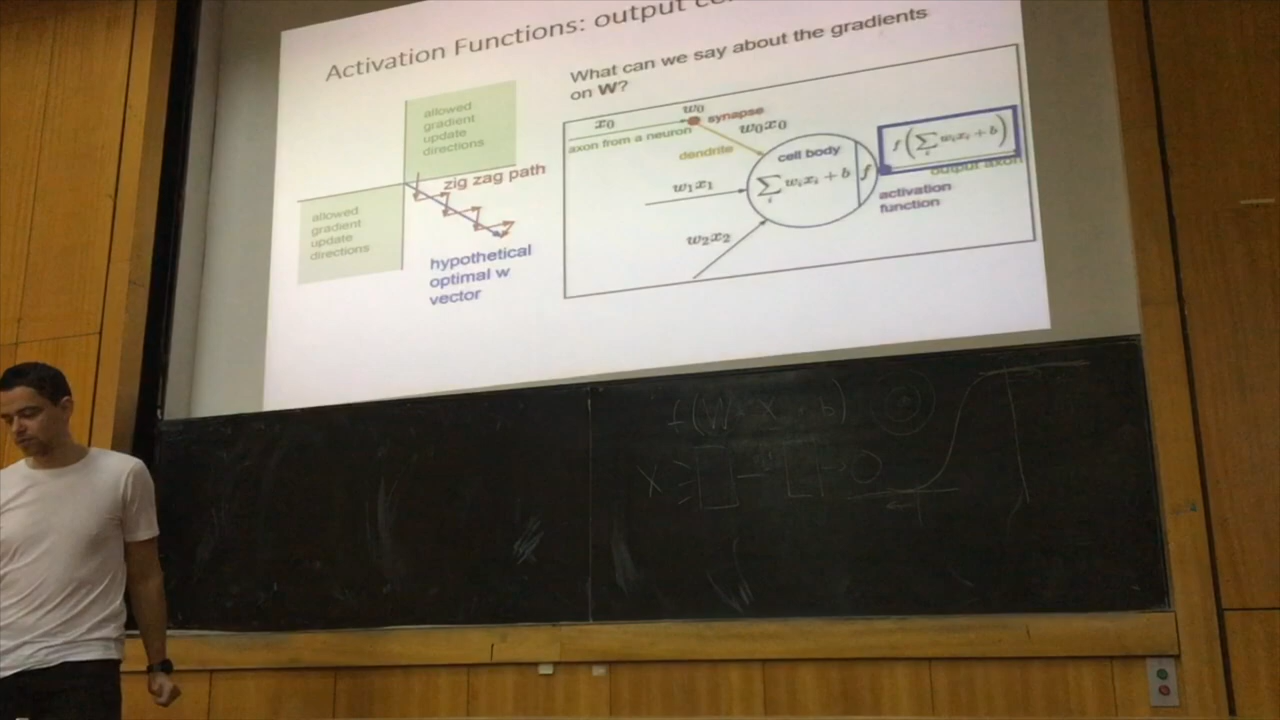 Activation Functions: output
What can we say about the gradients
on W?
allowed
gradient
update
directions
zig zag path
allowed
gradient
update
directions
hypothetical
optimal w
vector
x₀
w₀
synapse
axon from a neuron
w₀x₀
dendrite
cell body
f(∑ᵢ wᵢxᵢ + b)
w₁x₁
∑ᵢ wᵢxᵢ + b
f
output axon
activation
function
w₂x₂
X